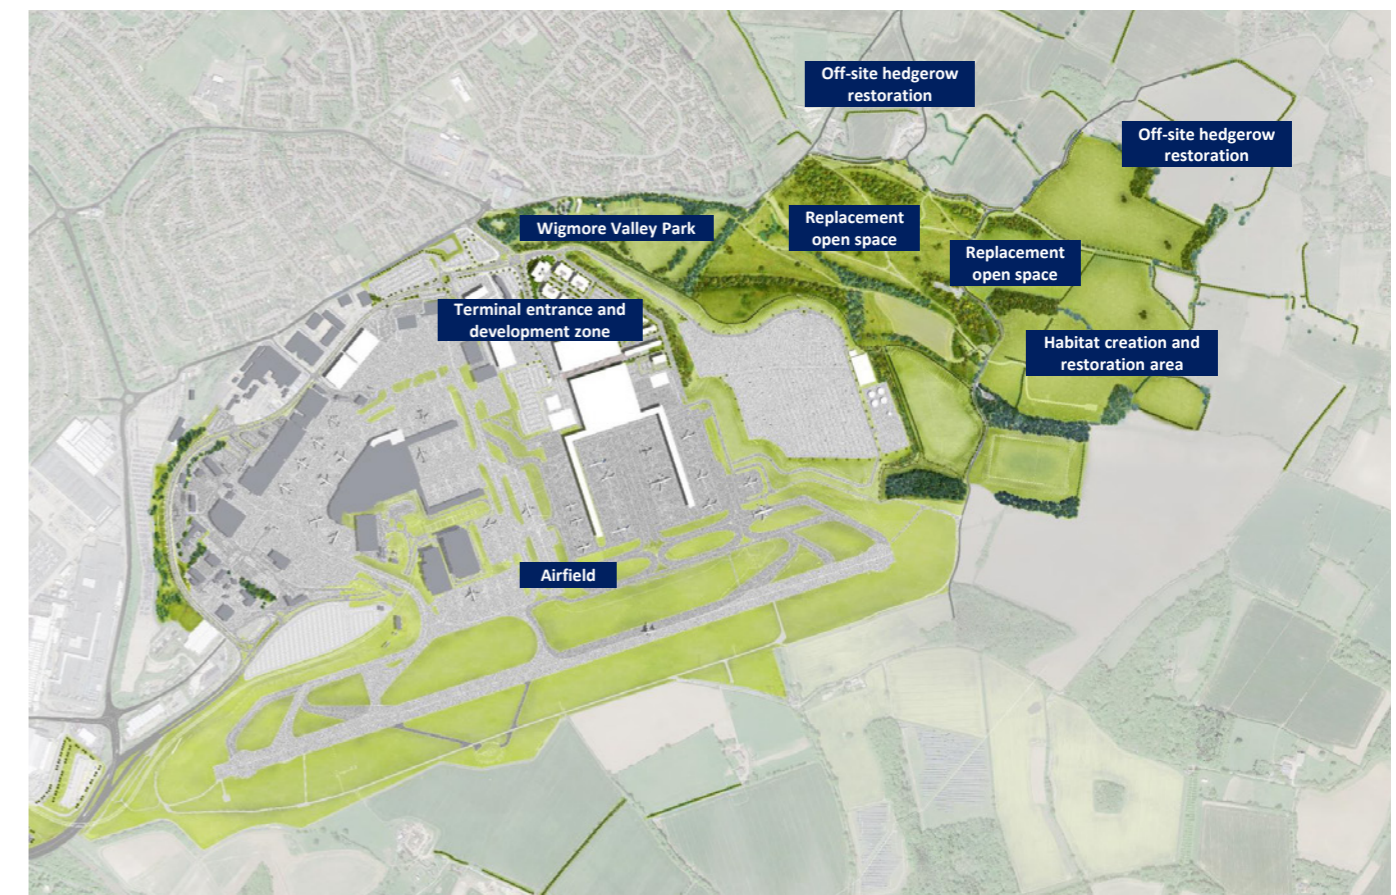 Off-site hedgerow
restoration
Off-site hedgerow
restoration
Wigmore Valley Park
Replacement
open space
Replacement
open space
Terminal entrance and
development zone
Habitat creation and
restoration area
Airfield